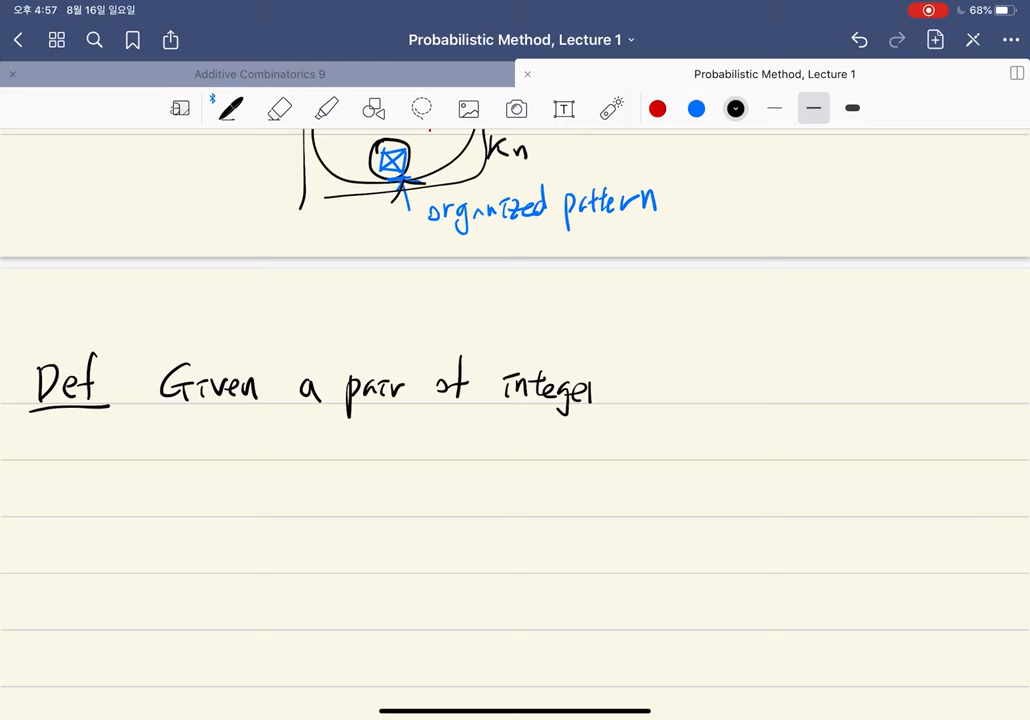 오후 4:57 8월 16일 일요일
68%
Probabilistic Method, Lecture 1
Additive Combinatorics 9
Probabilistic Method, Lecture 1
T
Kn
organized pattern
Def Given a pair of integer